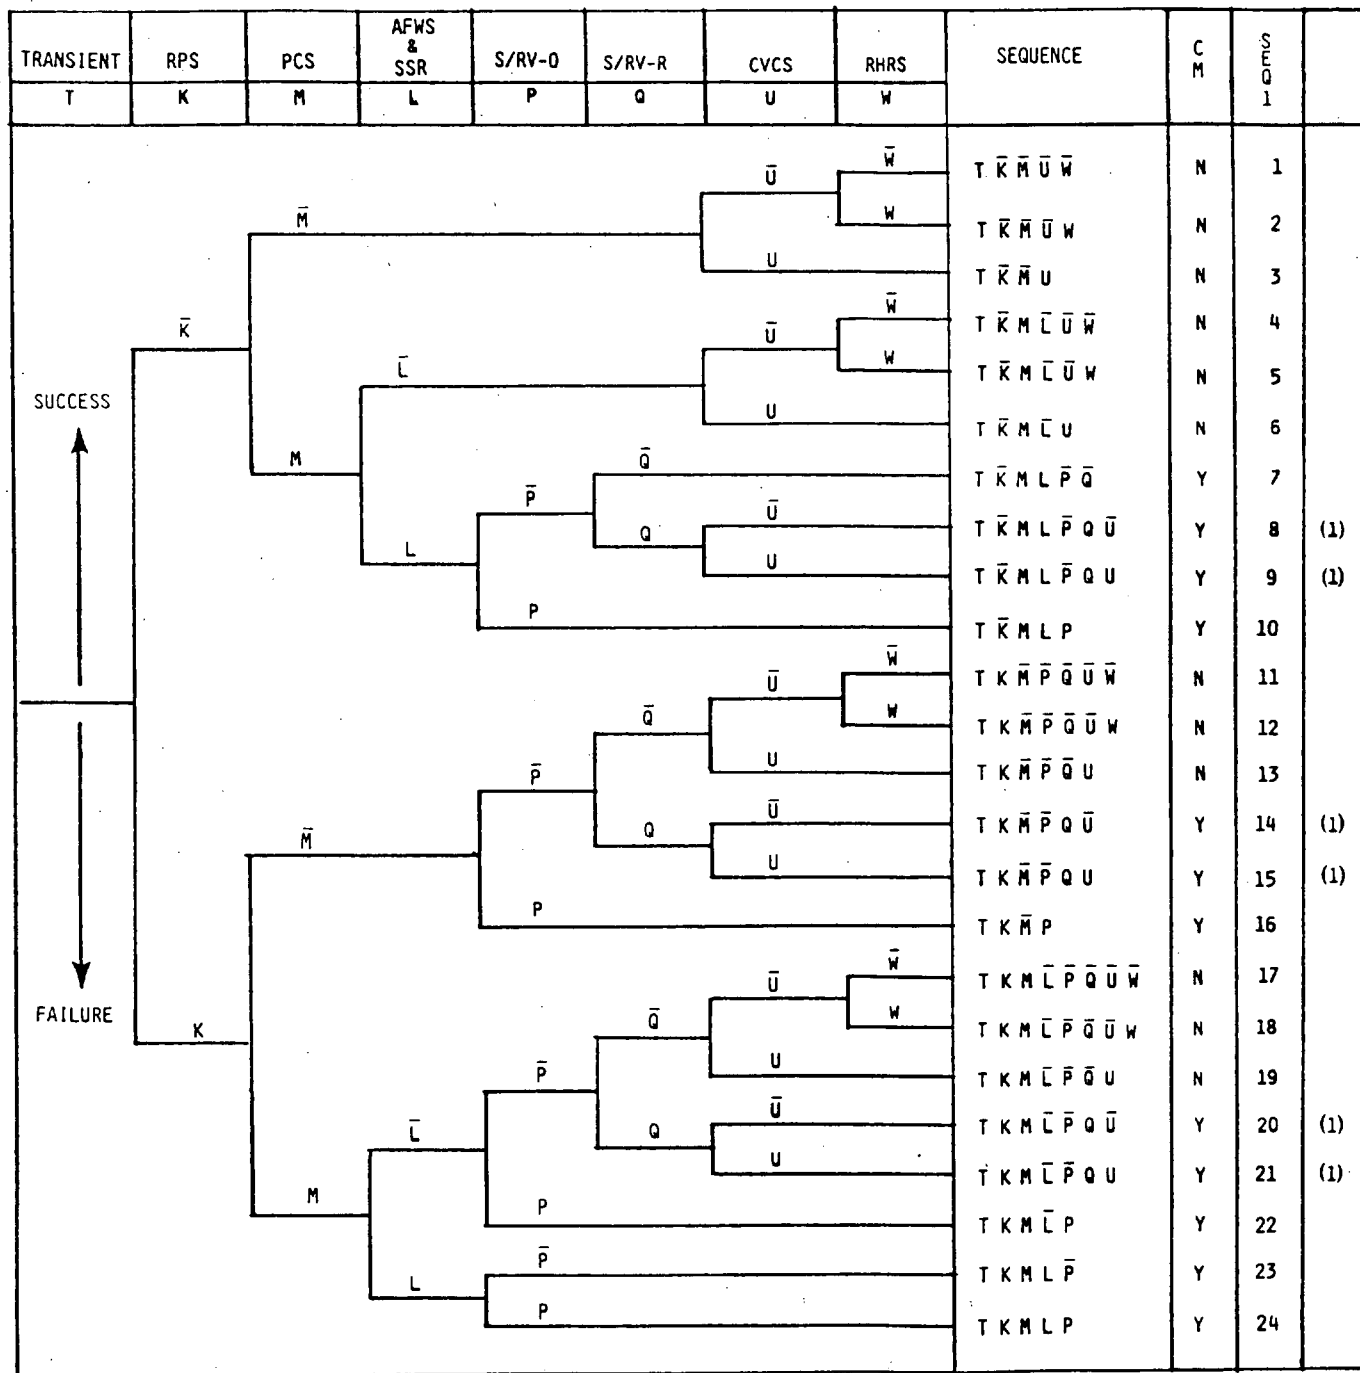 TRANSIENT RPS PCS AFWS & SSR S/RV-O S/RV-R CVCS RHRS SEQUENCE CM SEQ 1
T K M L P Q U W
W̄
Ū T K̄ M̄ Ū W̄ N 1
W
M̄ T K̄ M̄ Ū W N 2
U T K̄ M̄ U N 3
W̄
K̄ Ū T K̄ M L̄ Ū W̄ N 4
L̄ W T K̄ M L̄ Ū W N 5
SUCCESS
U T K̄ M L̄ U N 6
M Q̄ T K̄ M L P̄ Q̄ Y 7
P̄ Ū
Q T K̄ M L P̄ Q Ū Y 8 (1)
L U T K̄ M L P̄ Q U Y 9 (1)
P T K̄ M L P Y 10
W̄
Ū T K M̄ P̄ Q̄ Ū W̄ N 11
Q̄ W T K M̄ P̄ Q̄ Ū W N 12
P̄ U T K M̄ P̄ Q̄ U N 13
M̄ Q Ū T K M̄ P̄ Q Ū Y 14 (1)
U T K M̄ P̄ Q U Y 15 (1)
P T K M̄ P Y 16
W̄
Ū T K M L̄ P̄ Q̄ Ū W̄ N 17
FAILURE
K Q̄ W T K M L̄ P̄ Q̄ Ū W N 18
P̄ U T K M L̄ P̄ Q̄ U N 19
L̄ Q Ū T K M L̄ P̄ Q Ū Y 20 (1)
U T K M L̄ P̄ Q U Y 21 (1)
M P T K M L̄ P Y 22
L P̄ T K M L P̄ Y 23
P T K M L P Y 24